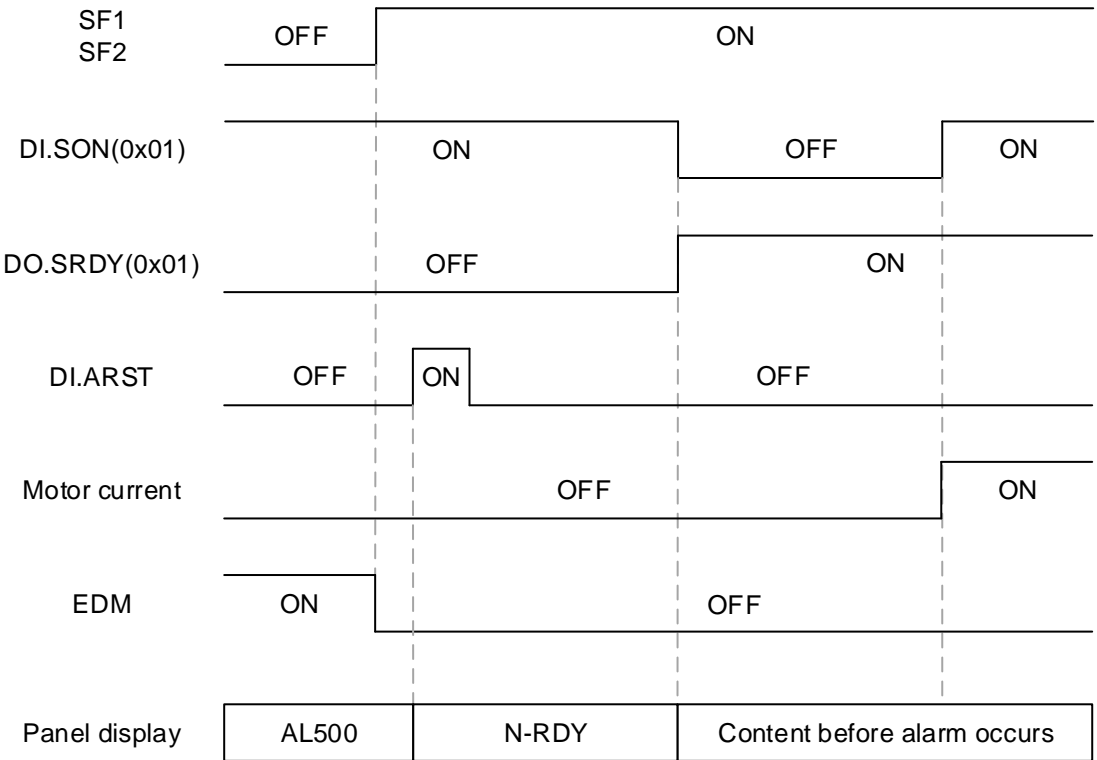 SF1
SF2
OFF
ON
DI.SON(0x01)
ON
OFF
ON
DO.SRDY(0x01)
OFF
ON
DI.ARST
OFF
ON
OFF
Motor current
OFF
ON
EDM
ON
OFF
Panel display
AL500
N-RDY
Content before alarm occurs